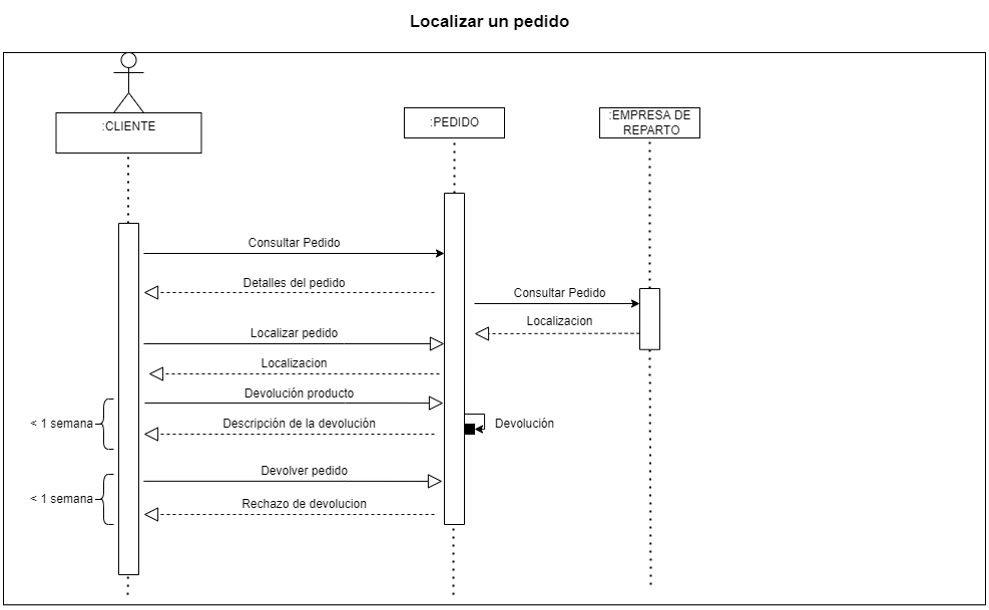 Localizar un pedido
:CLIENTE
:PEDIDO
:EMPRESA DE
REPARTO
Consultar Pedido
Detalles del pedido
Consultar Pedido
Localizacion
Localizar pedido
Localizacion
Devolución producto
< 1 semana
Descripción de la devolución
Devolución
Devolver pedido
< 1 semana
Rechazo de devolucion